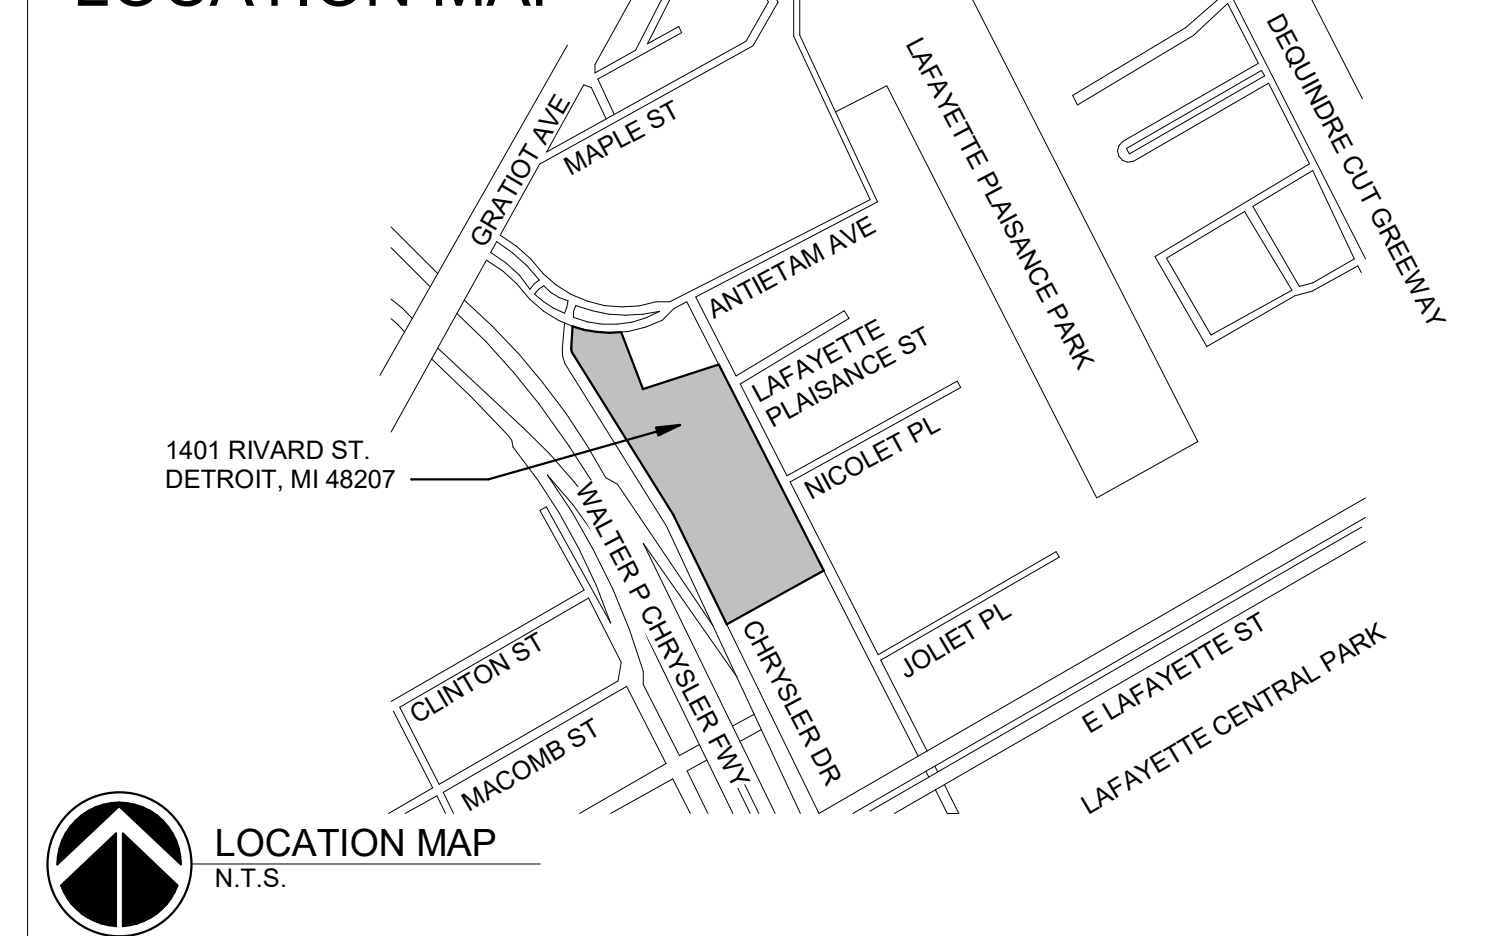 LOCATION MAP
GRATIOT AVE
MAPLE ST
LAFAYETTE PLAISANCE PARK
DEQUINDRE CUT GREEWAY
ANTIETAM AVE
LAFAYETTE
PLAISANCE ST
NICOLET PL
1401 RIVARD ST.
DETROIT, MI 48207
WALTER P CHRYSLER FWY
CHRYSLER DR
JOLIET PL
E LAFAYETTE ST
LAFAYETTE CENTRAL PARK
CLINTON ST
MACOMB ST
LOCATION MAP
N.T.S.